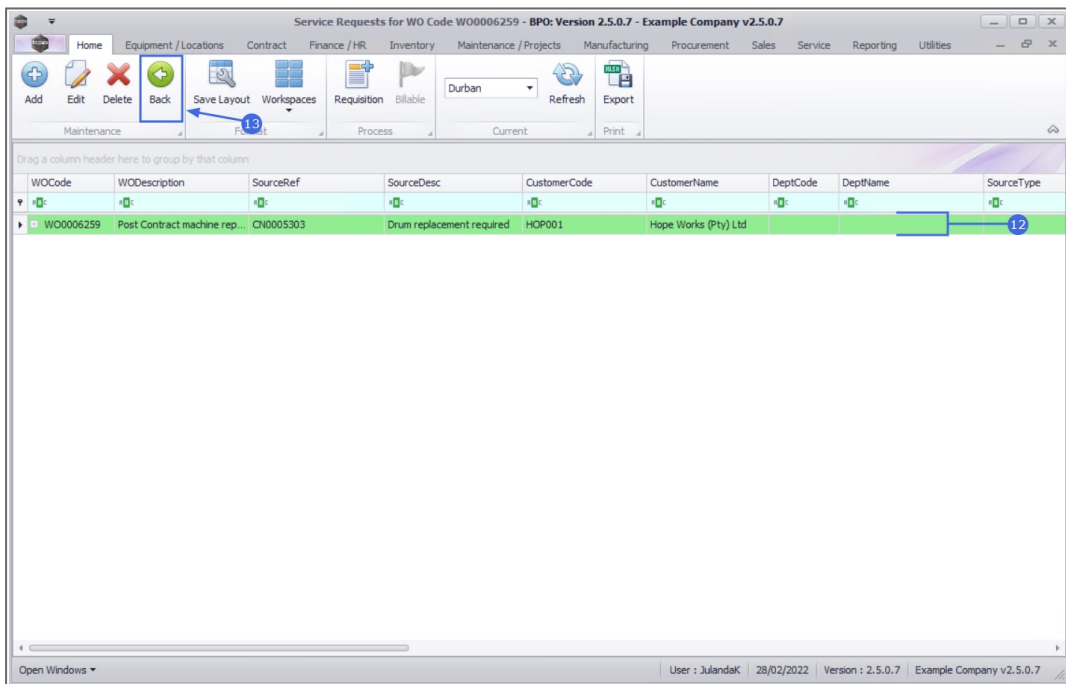 Service Requests for WO Code WO0006259 - BPO: Version 2.5.0.7 - Example Company v2.5.0.7
Home Equipment / Locations Contract Finance / HR Inventory Maintenance / Projects Manufacturing Procurement Sales Service Reporting Utilities
Add Edit Delete Back Save Layout Workspaces Requisition Billable Durban Refresh Export
13
Maintenance Process Current Print
Drag a column header here to group by that column
WOCode WODescription SourceRef SourceDesc CustomerCode CustomerName DeptCode DeptName SourceType
WO0006259 Post Contract machine rep... CN0005303 Drum replacement required HOP001 Hope Works (Pty) Ltd 12
Open Windows User : JulandaK 28/02/2022 Version : 2.5.0.7 Example Company v2.5.0.7